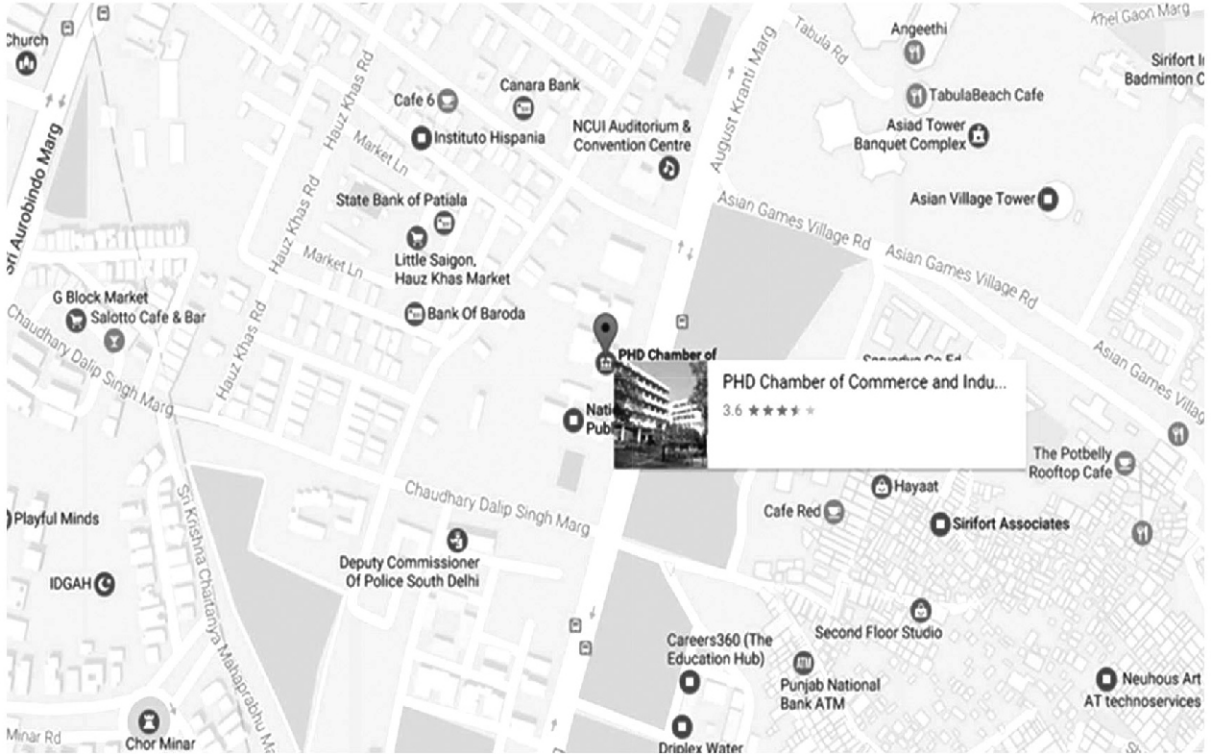 Church
Sri Aurobindo Marg
Hauz Khas Rd
Cafe 6
Canara Bank
Instituto Hispania
Market Ln
NCUI Auditorium &
Convention Centre
August Kranti Marg
Tabula Rd
Angeethi
Khel Gaon Marg
Sirifort
Badminton
TabulaBeach Cafe
Asiad Tower
Banquet Complex
Asian Village Tower
State Bank of Patiala
Hauz Khas Rd
Little Saigon,
Hauz Khas Market
Market Ln
Asian Games Village Rd
Asian Games Village Rd
G Block Market
Salotto Cafe & Bar
Bank Of Baroda
Hauz Khas Rd
Chaudhary Dalip Singh Marg
PHD Chamber of
PHD Chamber of Commerce and Indu...
3.6
Asian Games
The Potbelly
Rooftop Cafe
Hayaat
Cafe Red
Sirifort Associates
Playful Minds
Chaudhary Dalip Singh Marg
Deputy Commissioner
Of Police South Delhi
IDGAH
Sri Krishna Chaitanya Mahaprabhu
Second Floor Studio
Careers360 (The
Education Hub)
Punjab National
Bank ATM
ATM
Neuhous Art
AT technoservices
Minar Rd
Chor Minar
Driplex Water